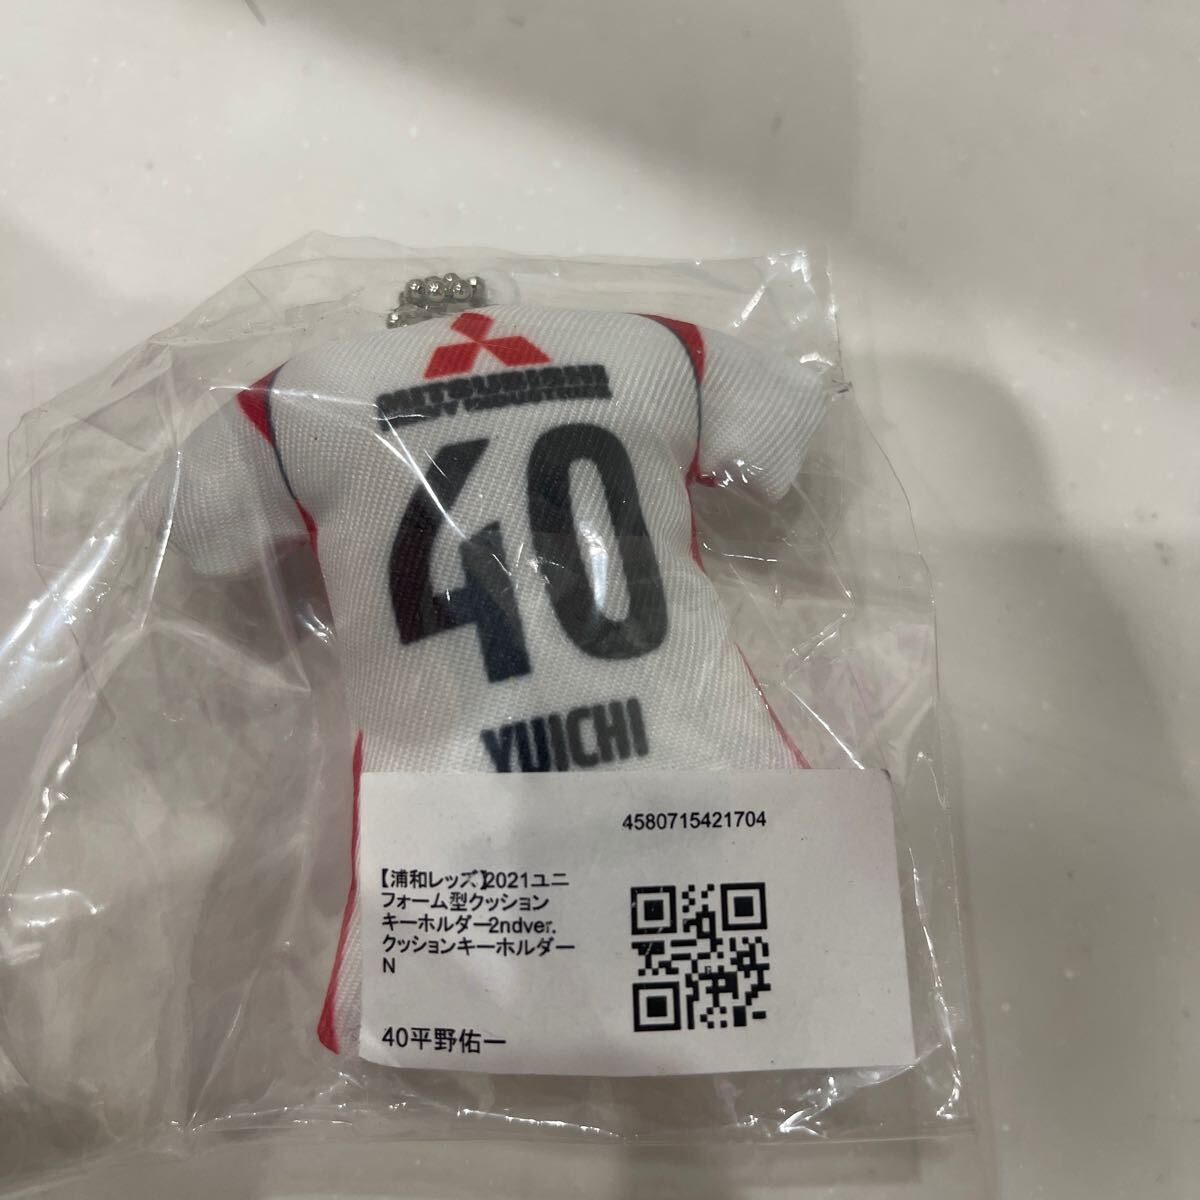 MITSUBISHI
HEAVY INDUSTRIES
40
YUICHI
4580715421704
【浦和レッズ】2021ユニ
フォーム型クッション
キーホルダー2ndver.
クッションキーホルダー
N
40平野佑一